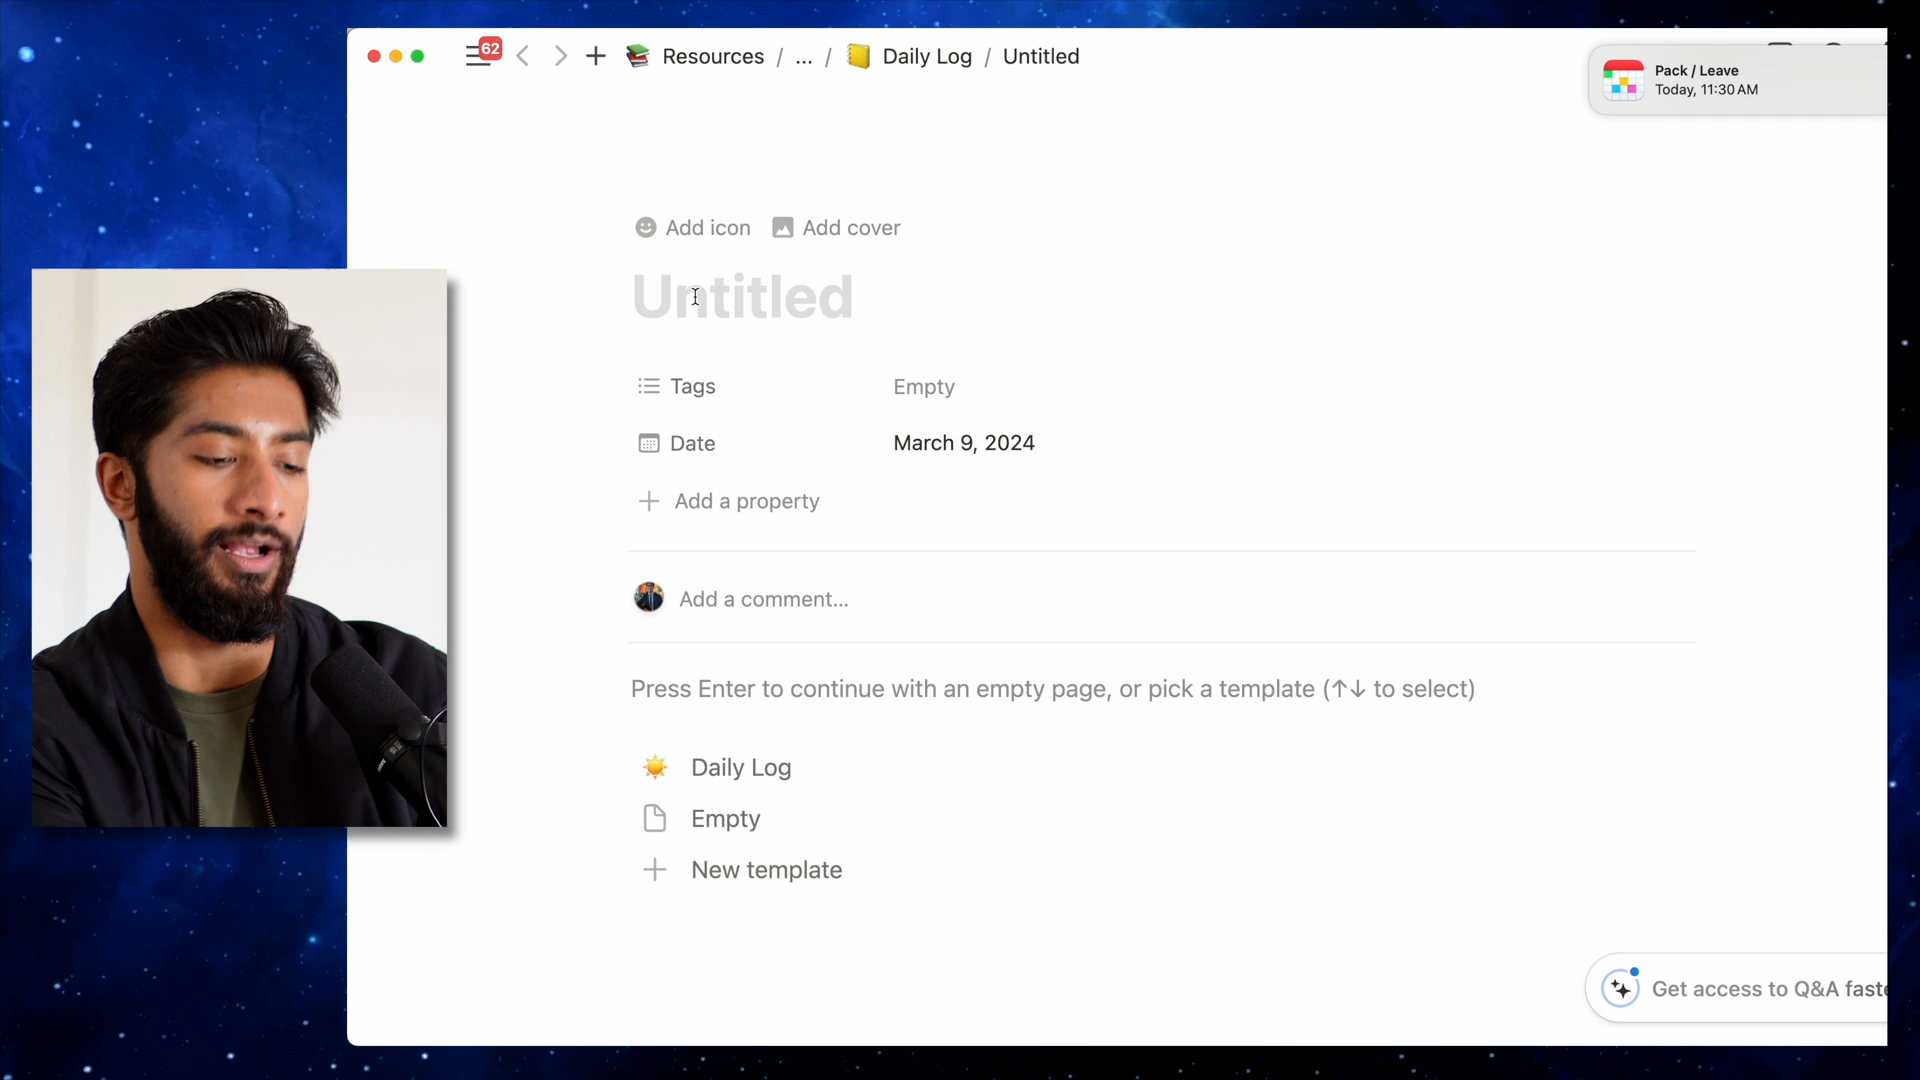 62
Resources / ... / Daily Log / Untitled
Pack / Leave
Today, 11:30 AM
Add icon
Add cover
Untitled
Tags
Empty
Date
March 9, 2024
Add a property
Add a comment...
Press Enter to continue with an empty page, or pick a template (↑↓ to select)
Daily Log
Empty
New template
Get access to Q&A faste